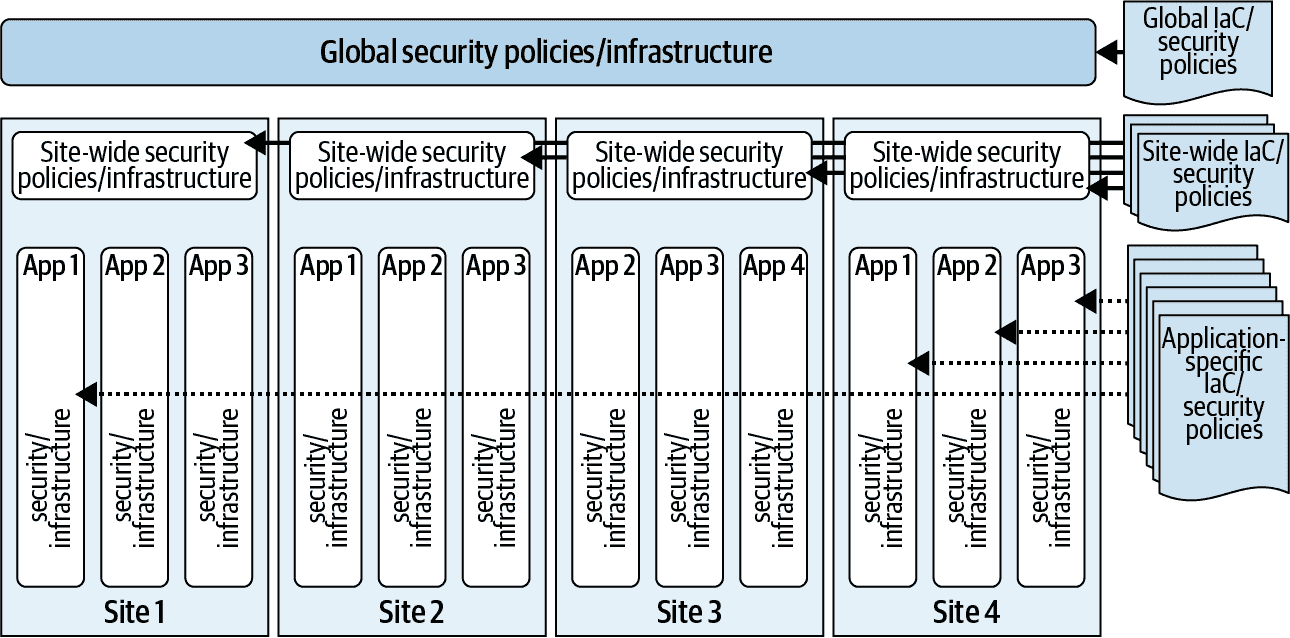 Global security policies/infrastructure
Global IaC/
security
policies
Site-wide security
policies/infrastructure
Site-wide security
policies/infrastructure
Site-wide security
policies/infrastructure
Site-wide security
policies/infrastructure
Site-wide IaC/
security
policies
App 1
security/
infrastructure
App 2
security/
infrastructure
App 3
security/
infrastructure
Site 1
App 1
security/
infrastructure
App 2
security/
infrastructure
App 3
security/
infrastructure
Site 2
App 2
security/
infrastructure
App 3
security/
infrastructure
App 4
security/
infrastructure
Site 3
App 1
security/
infrastructure
App 2
security/
infrastructure
App 3
security/
infrastructure
Site 4
Application-
specific
IaC/
security
policies